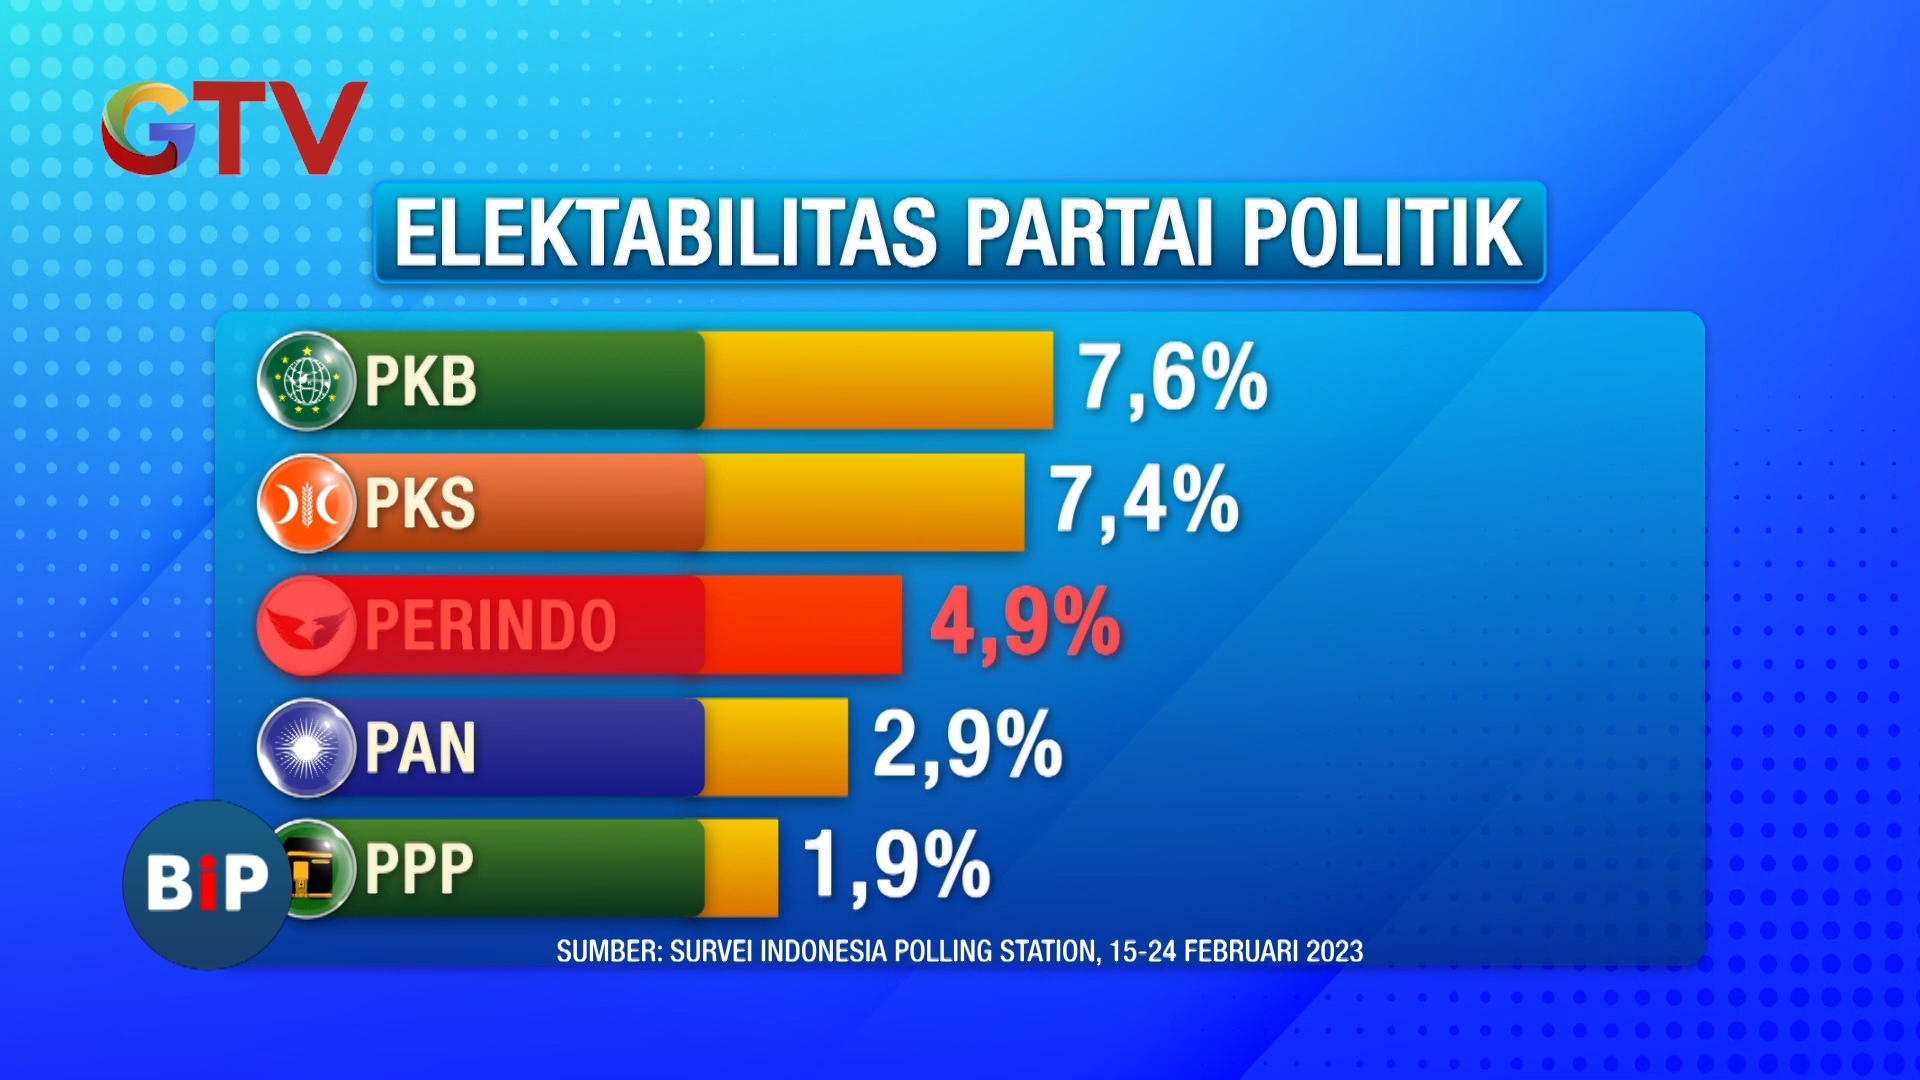 GTV
ELEKTABILITAS PARTAI POLITIK
PKB 7,6%
PKS 7,4%
PERINDO 4,9%
PAN 2,9%
PPP 1,9%
BiP
SUMBER: SURVEI INDONESIA POLLING STATION, 15-24 FEBRUARI 2023